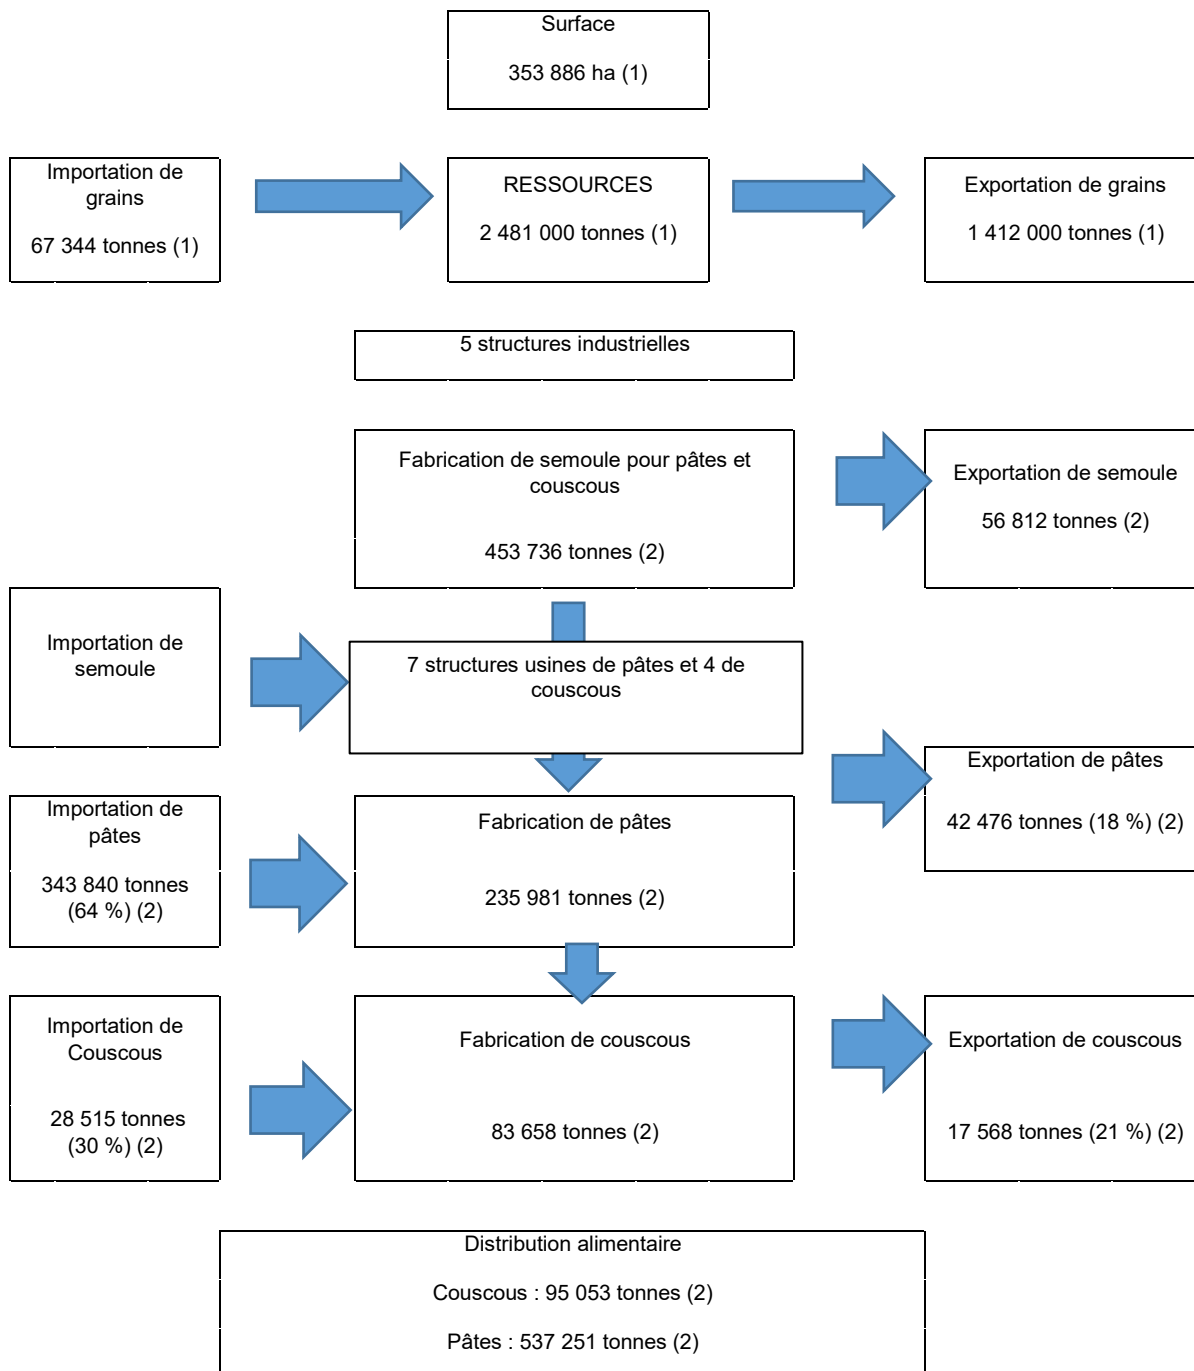 Surface
353 886 ha (1)
Importation de
grains
67 344 tonnes (1)
RESSOURCES
2 481 000 tonnes (1)
Exportation de grains
1 412 000 tonnes (1)
5 structures industrielles
Fabrication de semoule pour pâtes et
couscous
453 736 tonnes (2)
Exportation de semoule
56 812 tonnes (2)
Importation de
semoule
7 structures usines de pâtes et 4 de
couscous
Exportation de pâtes
42 476 tonnes (18 %) (2)
Importation de
pâtes
343 840 tonnes
(64 %) (2)
Fabrication de pâtes
235 981 tonnes (2)
Importation de
Couscous
28 515 tonnes
(30 %) (2)
Fabrication de couscous
83 658 tonnes (2)
Exportation de couscous
17 568 tonnes (21 %) (2)
Distribution alimentaire
Couscous : 95 053 tonnes (2)
Pâtes : 537 251 tonnes (2)